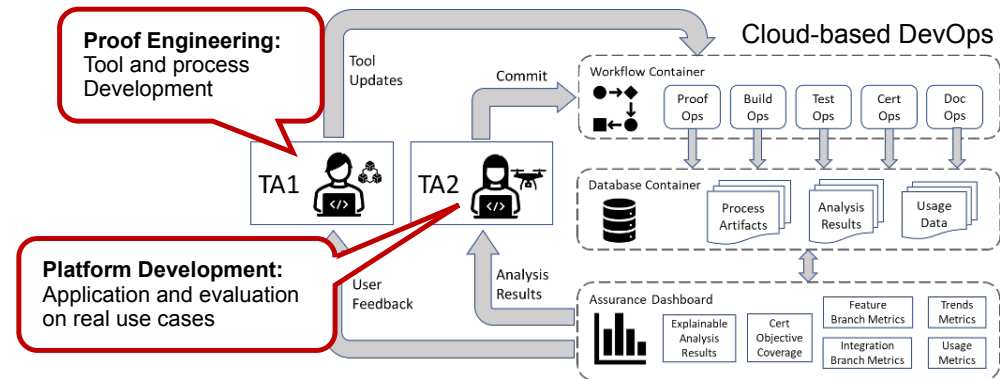 Cloud-based DevOps
Proof Engineering:
Tool and process
Development
Tool
Updates
Commit
Workflow Container
Proof
Ops
Build
Ops
Test
Ops
Cert
Ops
Doc
Ops
TA1
</>
TA2
</>
Database Container
Process
Artifacts
Analysis
Results
Usage
Data
Platform Development:
Application and evaluation
on real use cases
User
Feedback
Analysis
Results
Assurance Dashboard
Explainable
Analysis
Results
Cert
Objective
Coverage
Feature
Branch Metrics
Trends
Metrics
Integration
Branch Metrics
Usage
Metrics